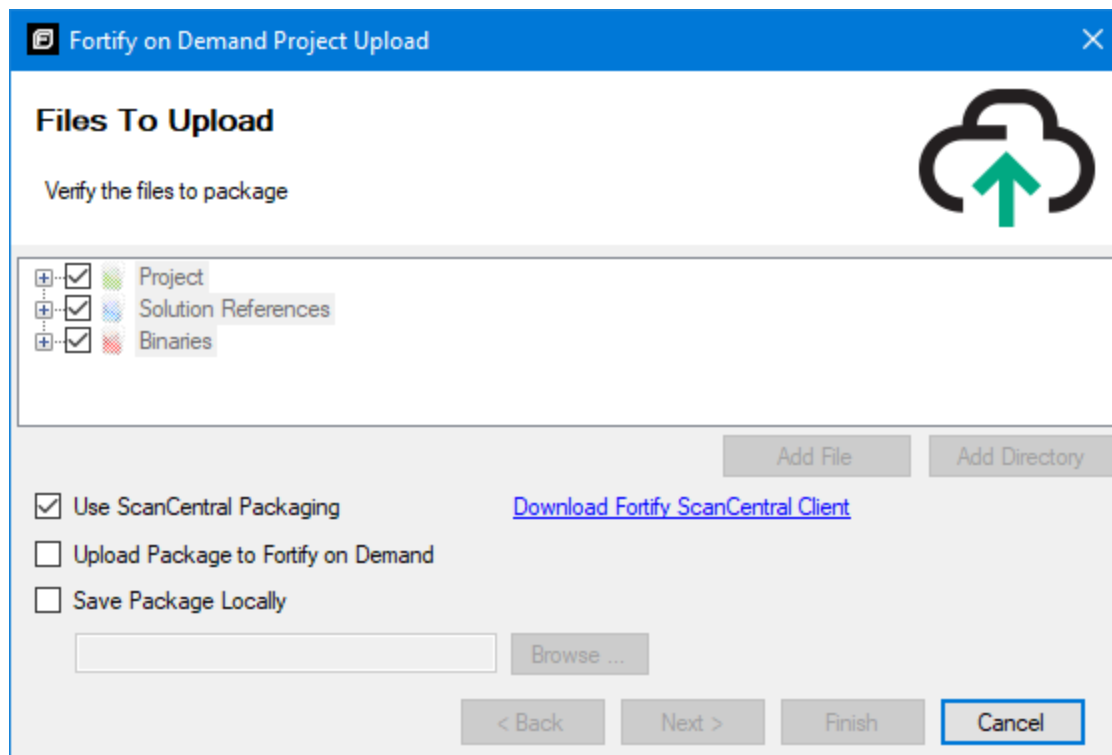 Fortify on Demand Project Upload
Files To Upload
Verify the files to package
Project
Solution References
Binaries
Add File Add Directory
Use ScanCentral Packaging Download Fortify ScanCentral Client
Upload Package to Fortify on Demand
Save Package Locally
Browse ...
< Back Next > Finish Cancel